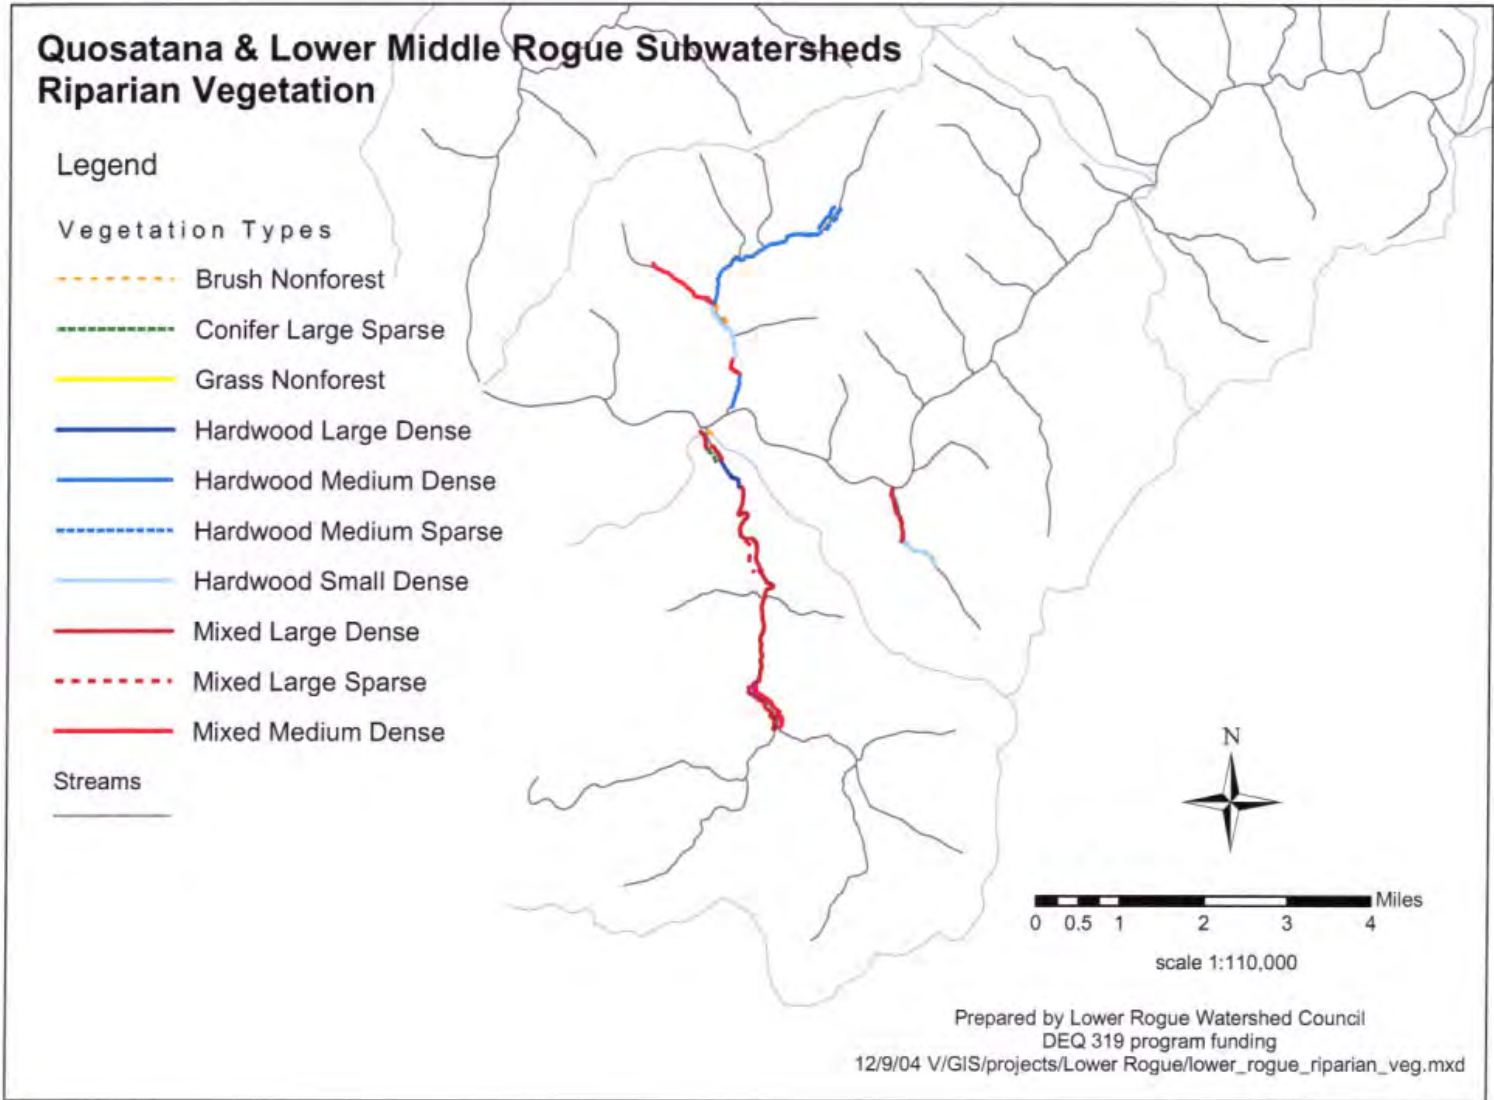 Quosatana & Lower Middle Rogue Subwatersheds
Riparian Vegetation
Legend
Vegetation Types
Brush Nonforest
Conifer Large Sparse
Grass Nonforest
Hardwood Large Dense
Hardwood Medium Dense
Hardwood Medium Sparse
Hardwood Small Dense
Mixed Large Dense
Mixed Large Sparse
Mixed Medium Dense
Streams
N
Miles
0 0.5 1 2 3 4
scale 1:110,000
Prepared by Lower Rogue Watershed Council
DEQ 319 program funding
12/9/04 V/GIS/projects/Lower Rogue/lower_rogue_riparian_veg.mxd